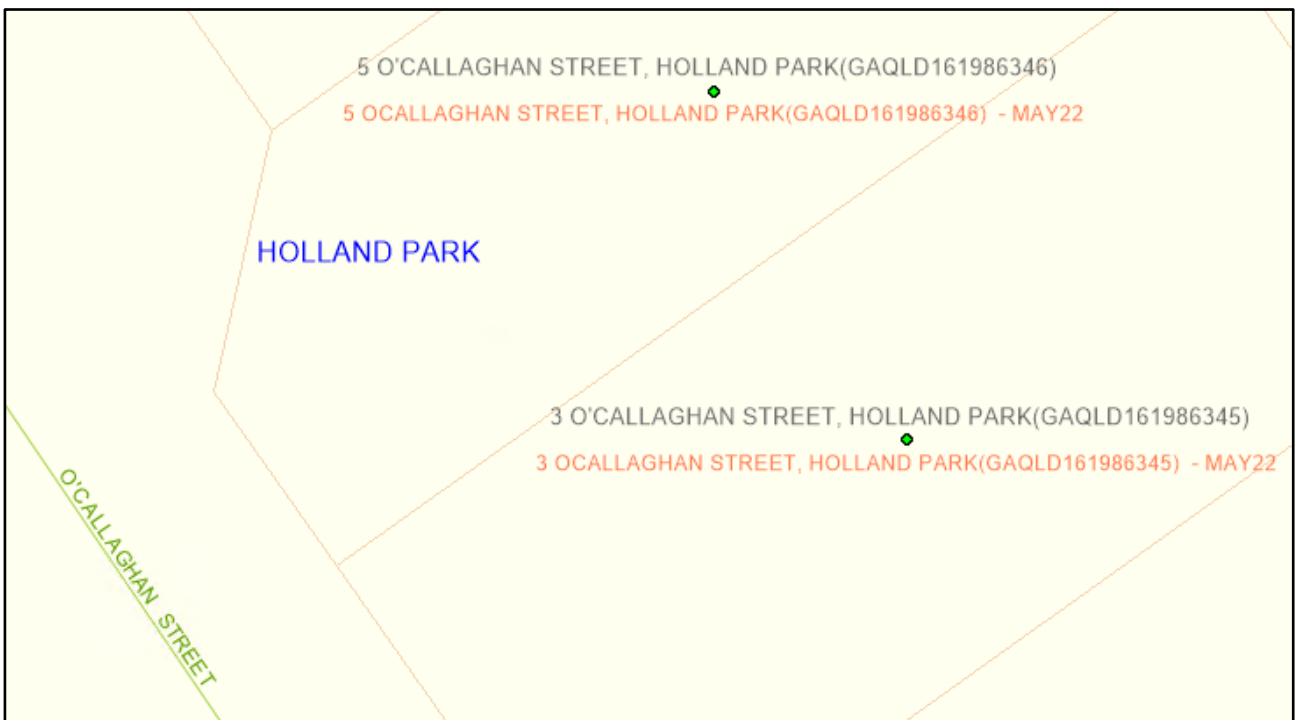 5 O'CALLAGHAN STREET, HOLLAND PARK(GAQLD161986346)
5 OCALLAGHAN STREET, HOLLAND PARK(GAQLD161986346) - MAY22
HOLLAND PARK
3 O'CALLAGHAN STREET, HOLLAND PARK(GAQLD161986345)
3 OCALLAGHAN STREET, HOLLAND PARK(GAQLD161986345) - MAY22
O'CALLAGHAN STREET